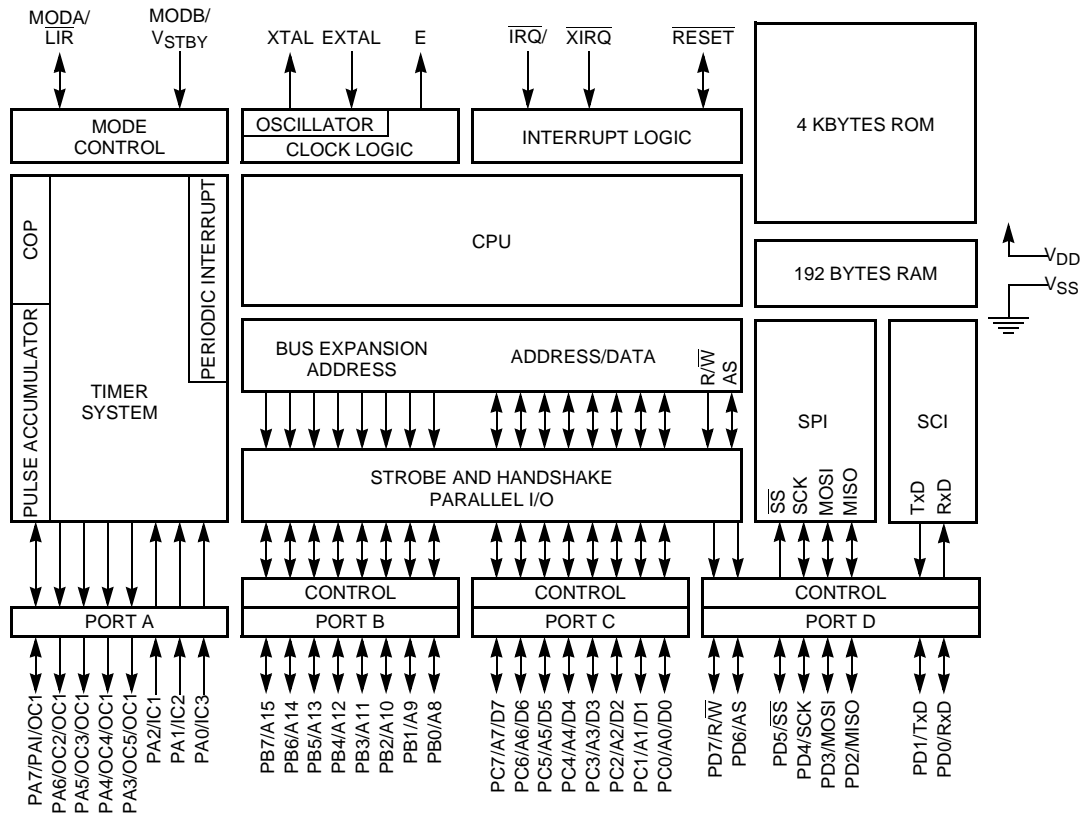 MODA/
LIR
MODB/
VSTBY
XTAL
EXTAL
E
IRQ/
XIRQ
RESET
MODE
CONTROL
OSCILLATOR
CLOCK LOGIC
INTERRUPT LOGIC
4 KBYTES ROM
COP
PERIODIC INTERRUPT
PULSE ACCUMULATOR
TIMER
SYSTEM
CPU
192 BYTES RAM
VDD
VSS
BUS EXPANSION
ADDRESS
ADDRESS/DATA
R/W
AS
STROBE AND HANDSHAKE
PARALLEL I/O
SPI
SS
SCK
MOSI
MISO
SCI
TxD
RxD
PORT A
CONTROL
PORT B
CONTROL
PORT C
CONTROL
PORT D
PA7/PAI/OC1
PA6/OC2/OC1
PA5/OC3/OC1
PA4/OC4/OC1
PA3/OC5/OC1
PA2/IC1
PA1/IC2
PA0/IC3
PB7/A15
PB6/A14
PB5/A13
PB4/A12
PB3/A11
PB2/A10
PB1/A9
PB0/A8
PC7/A7/D7
PC6/A6/D6
PC5/A5/D5
PC4/A4/D4
PC3/A3/D3
PC2/A2/D2
PC1/A1/D1
PC0/A0/D0
PD7/R/W
PD6/AS
PD5/SS
PD4/SCK
PD3/MOSI
PD2/MISO
PD1/TxD
PD0/RxD